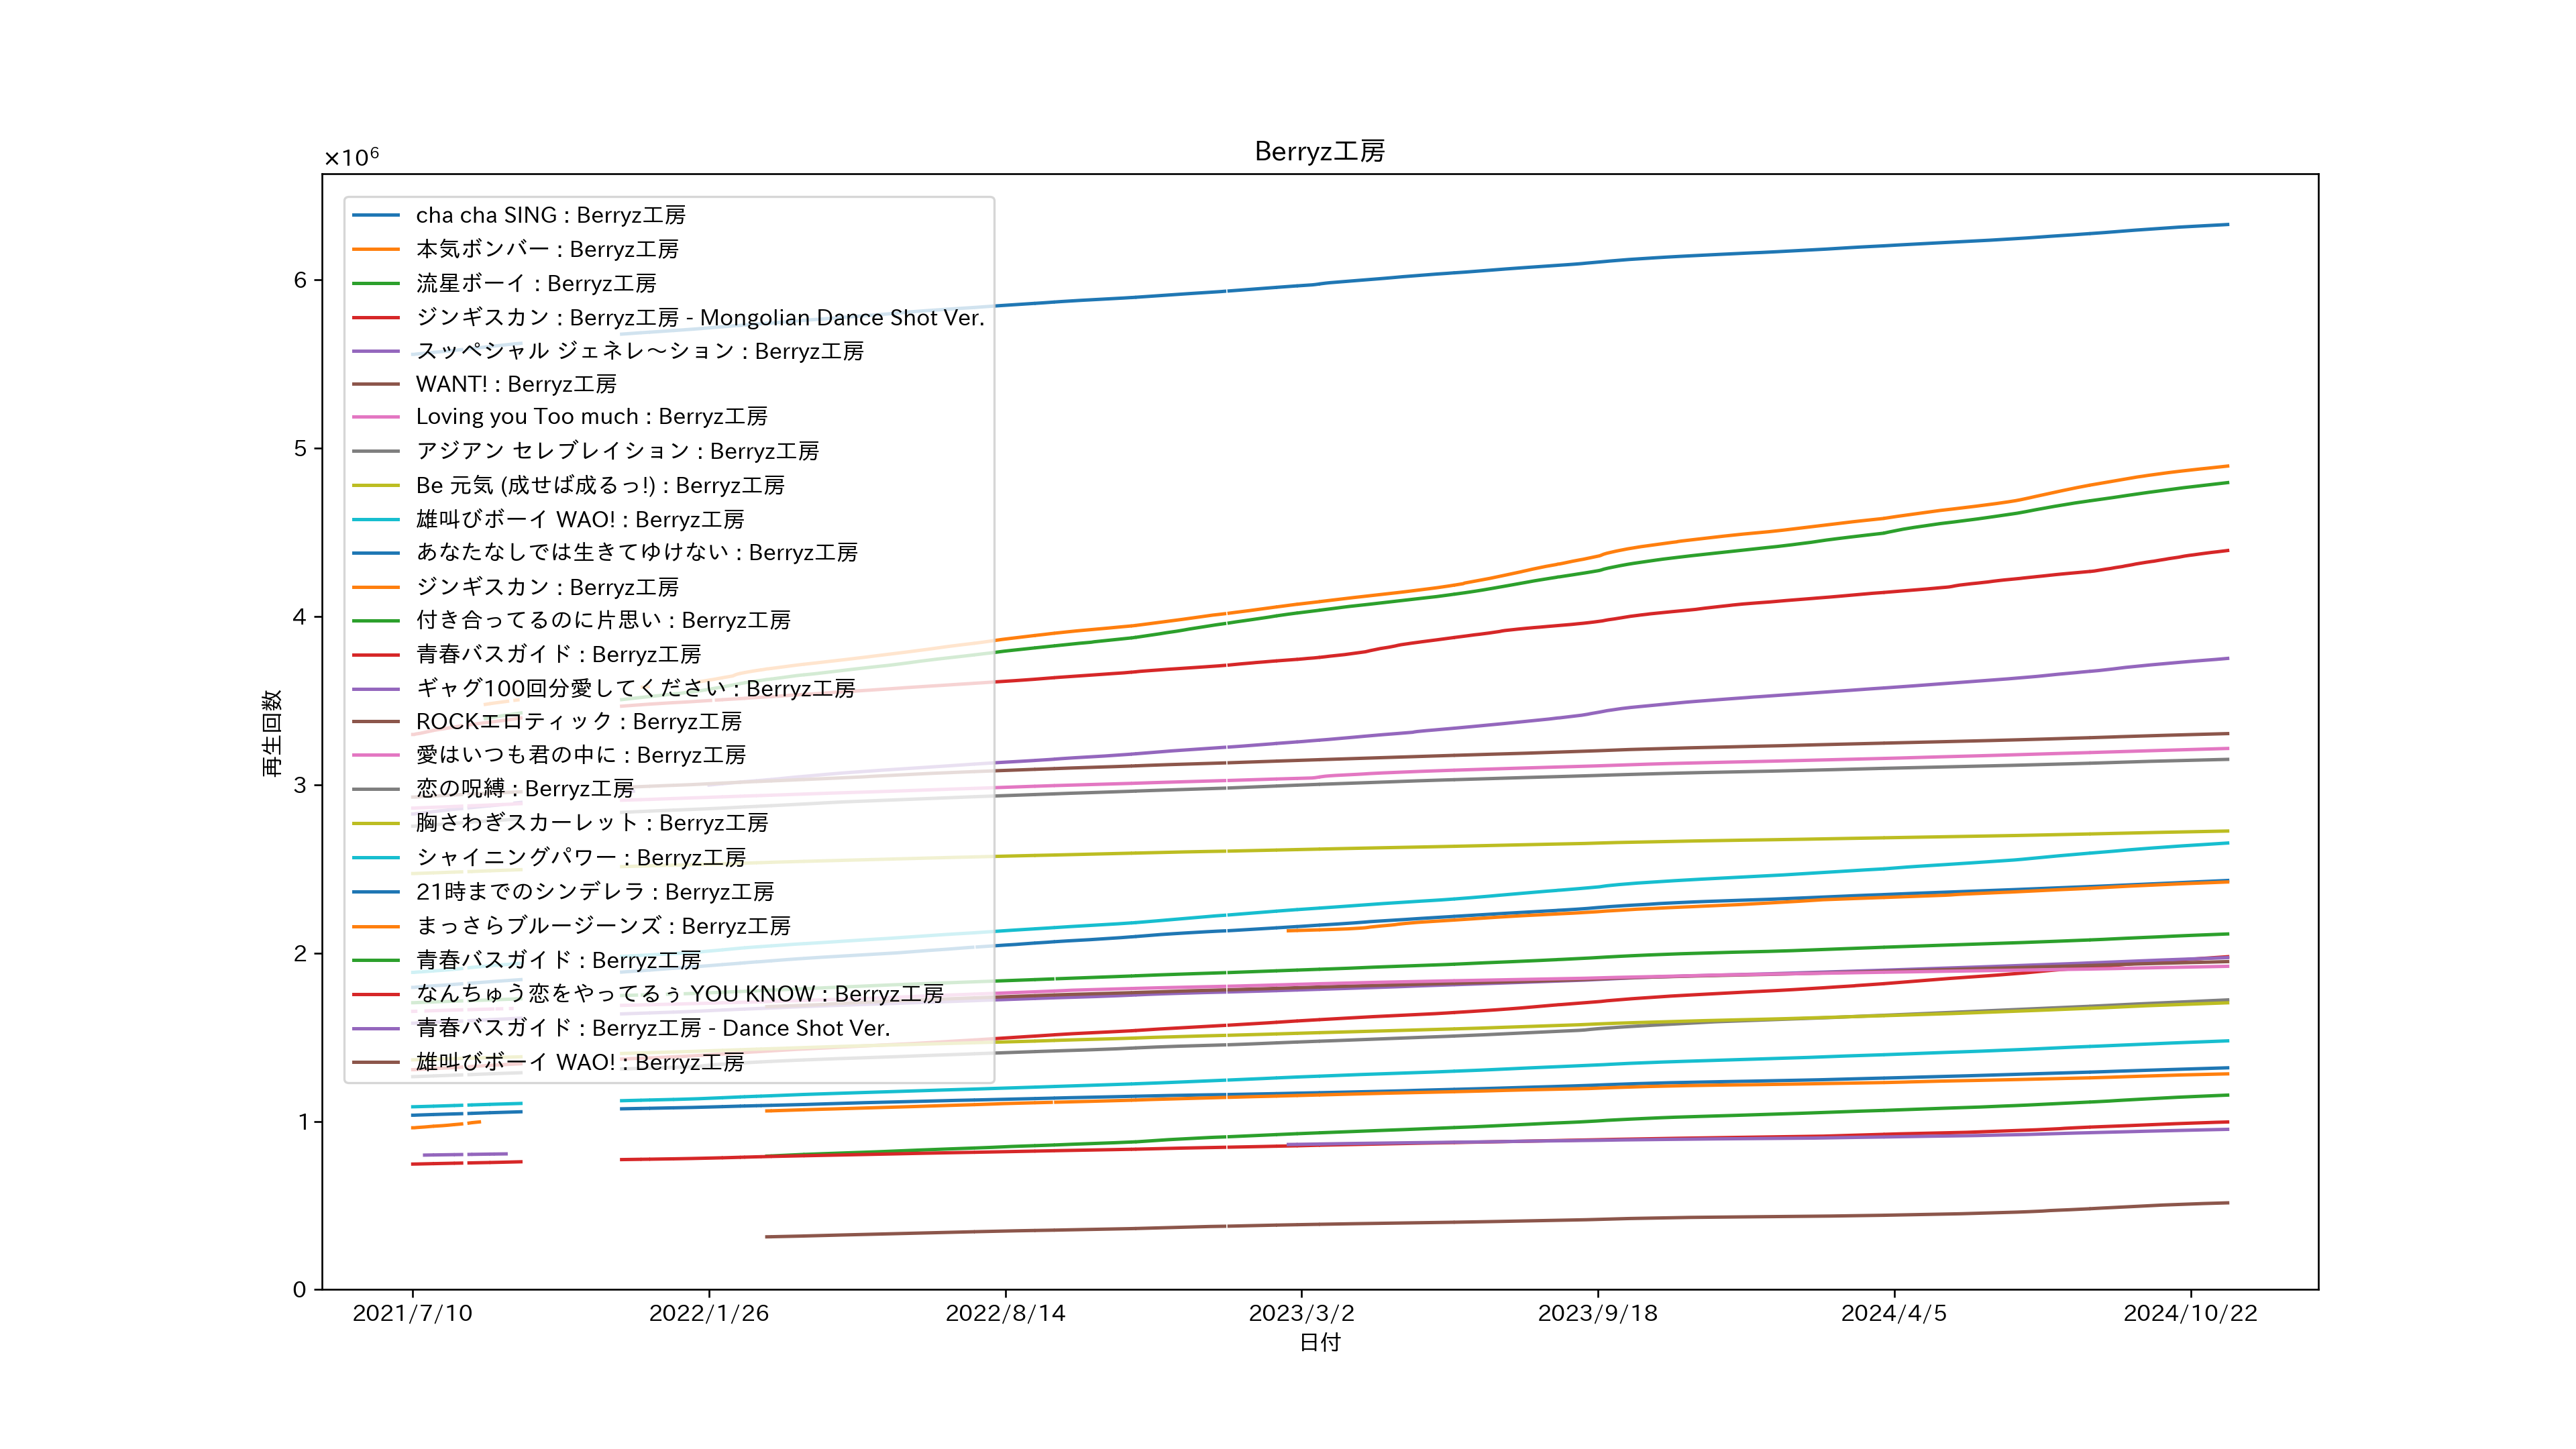 Berryz工房
×10⁶
cha cha SING : Berryz工房
本気ボンバー : Berryz工房
流星ボーイ : Berryz工房
ジンギスカン : Berryz工房 - Mongolian Dance Shot Ver.
スッペシャル ジェネレ～ション : Berryz工房
WANT! : Berryz工房
Loving you Too much : Berryz工房
アジアン セレブレイション : Berryz工房
Be 元気 (成せば成るっ!) : Berryz工房
雄叫びボーイ WAO! : Berryz工房
あなたなしでは生きてゆけない : Berryz工房
ジンギスカン : Berryz工房
付き合ってるのに片思い : Berryz工房
青春バスガイド : Berryz工房
ギャグ100回分愛してください : Berryz工房
ROCKエロティック : Berryz工房
愛はいつも君の中に : Berryz工房
恋の呪縛 : Berryz工房
胸さわぎスカーレット : Berryz工房
シャイニングパワー : Berryz工房
21時までのシンデレラ : Berryz工房
まっさらブルージーンズ : Berryz工房
青春バスガイド : Berryz工房
なんちゅう恋をやってるぅ YOU KNOW : Berryz工房
青春バスガイド : Berryz工房 - Dance Shot Ver.
雄叫びボーイ WAO! : Berryz工房
6
5
4
3
2
1
0
再生回数
2021/7/10 2022/1/26 2022/8/14 2023/3/2 2023/9/18 2024/4/5 2024/10/22
日付